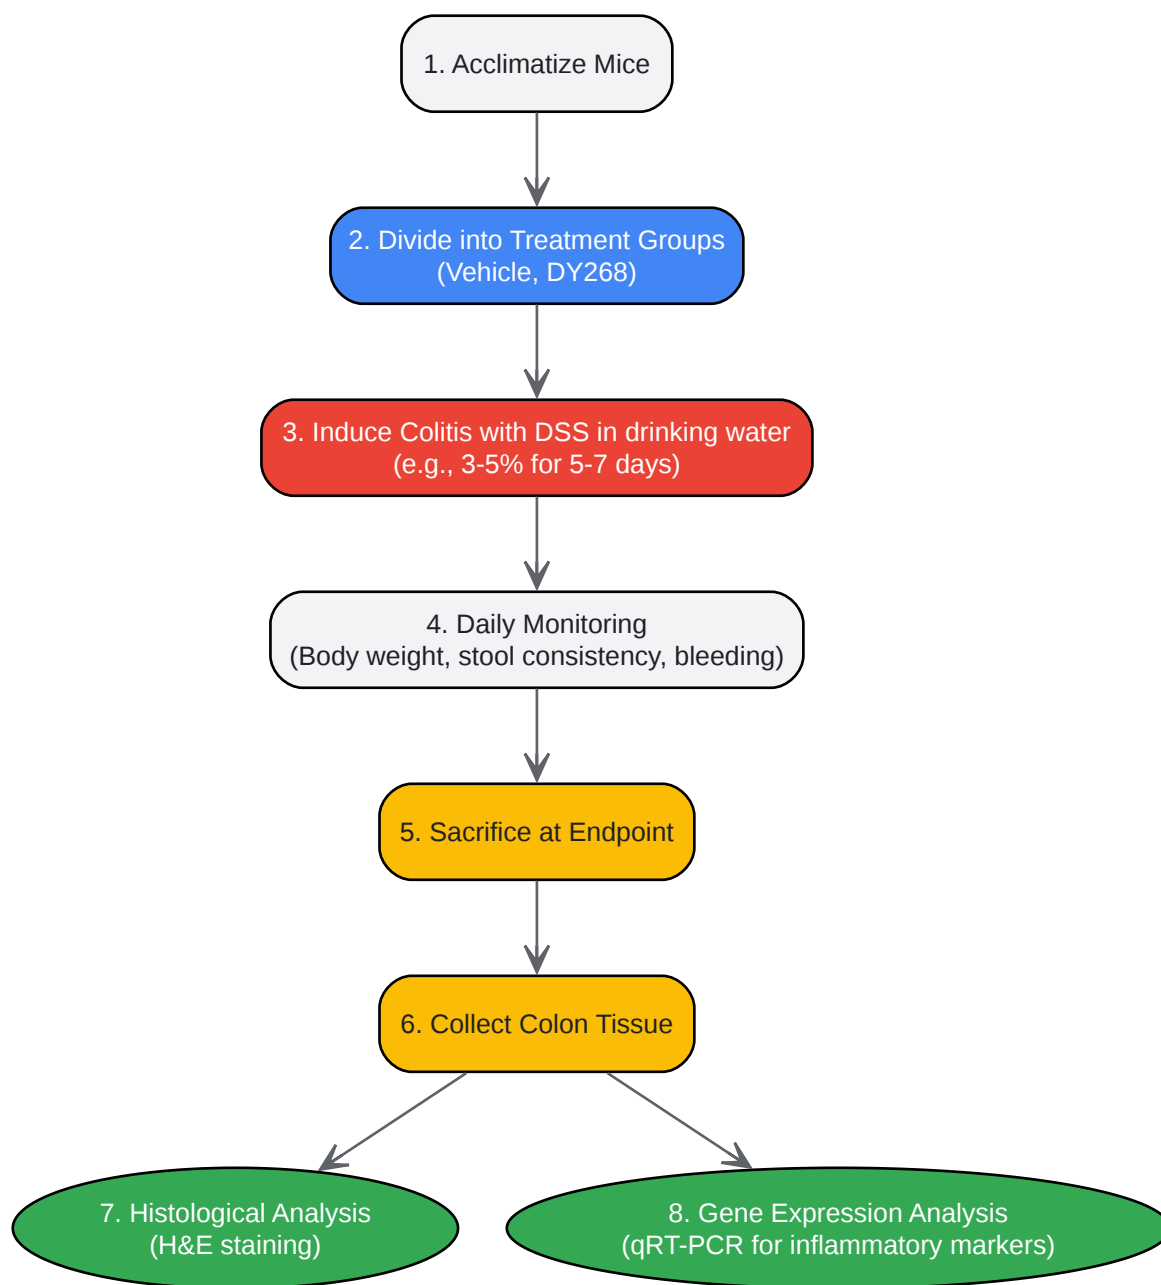 1. Acclimatize Mice
2. Divide into Treatment Groups
(Vehicle, DY268)
3. Induce Colitis with DSS in drinking water
(e.g., 3-5% for 5-7 days)
4. Daily Monitoring
(Body weight, stool consistency, bleeding)
5. Sacrifice at Endpoint
6. Collect Colon Tissue
7. Histological Analysis
(H&E staining)
8. Gene Expression Analysis
(qRT-PCR for inflammatory markers)